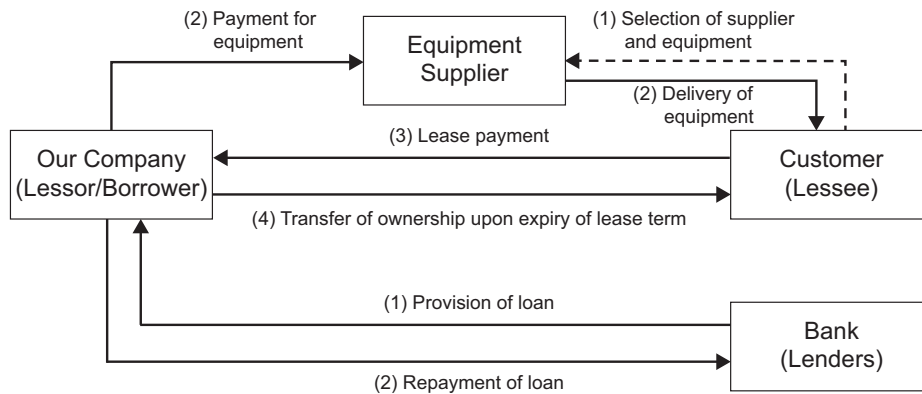 (2) Payment for
equipment
Equipment
Supplier
(1) Selection of supplier
and equipment
(2) Delivery of
equipment
(3) Lease payment
Our Company
(Lessor/Borrower)
Customer
(Lessee)
(4) Transfer of ownership upon expiry of lease term
(1) Provision of loan
Bank
(Lenders)
(2) Repayment of loan